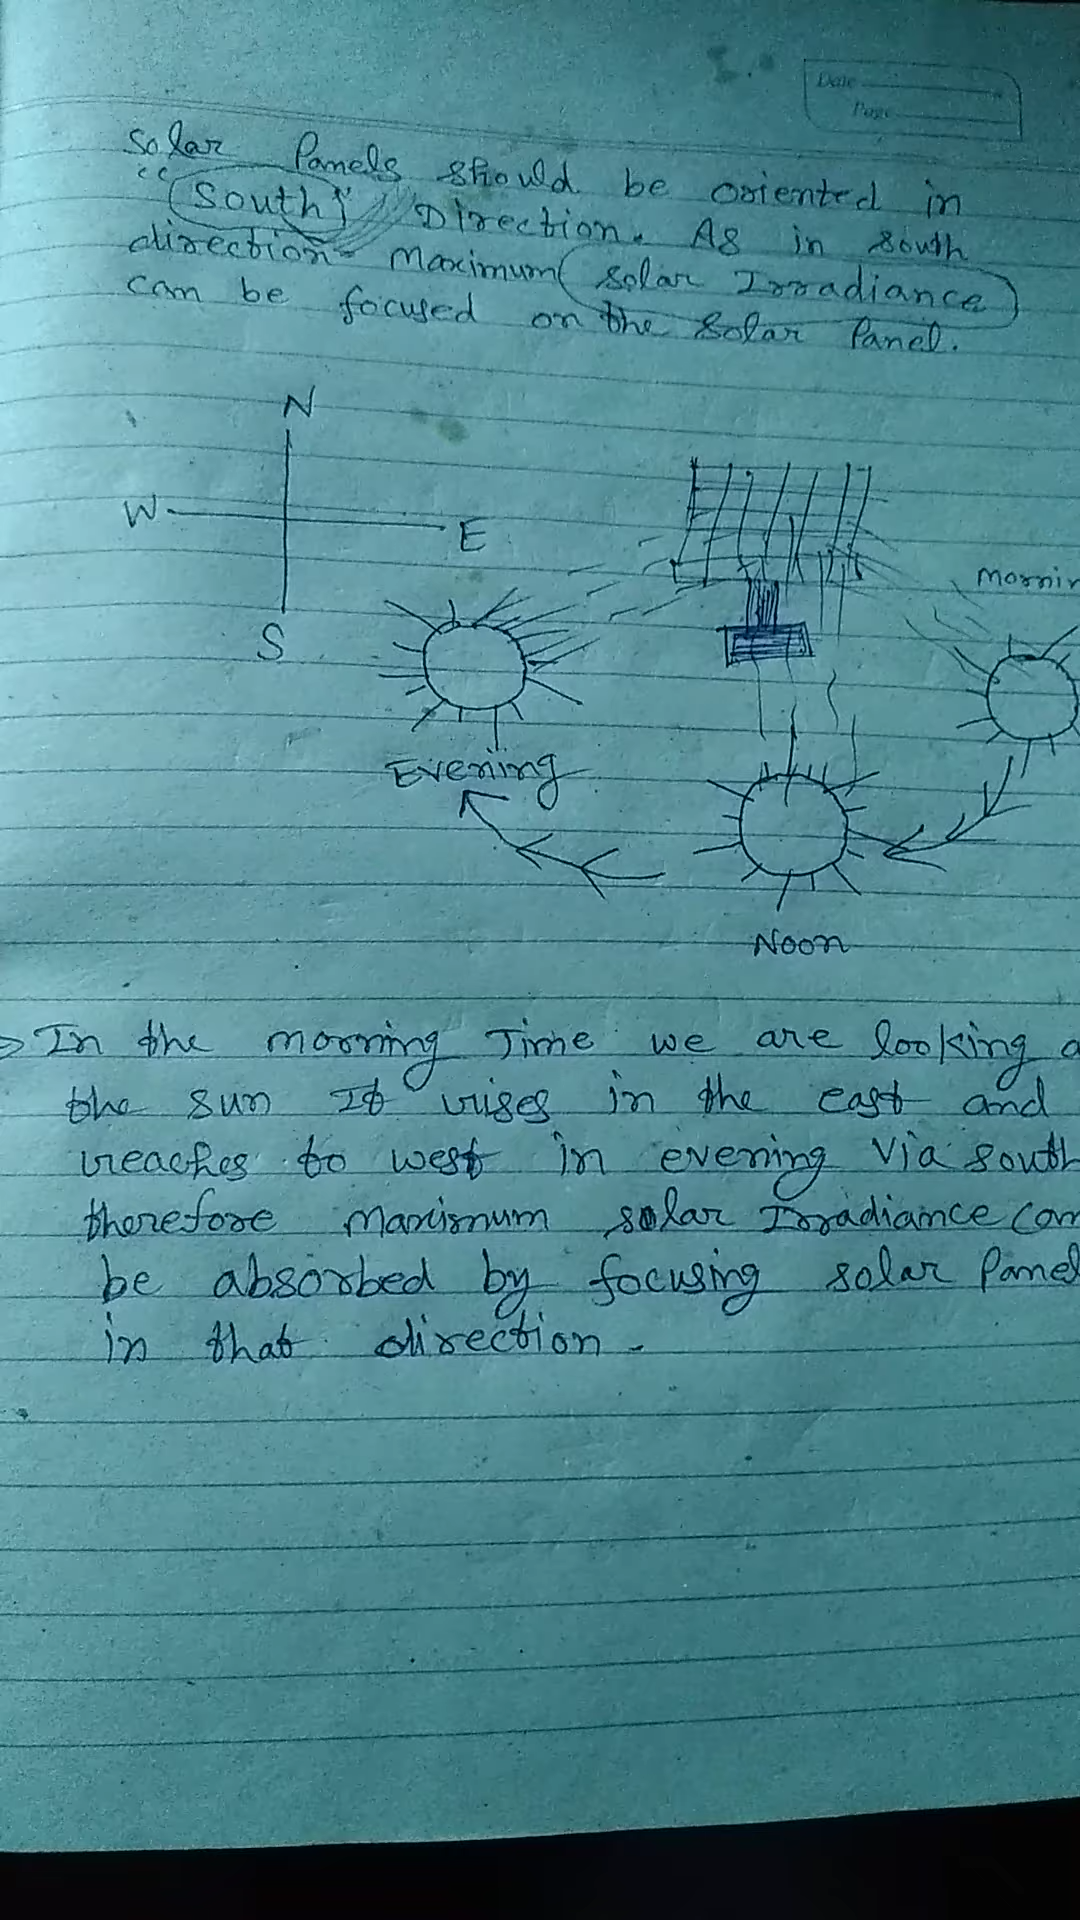 Date
Page
Solar Panels should be oriented in
"South" Direction. As in south
direction maximum solar Irradiance
can be focused on the Solar Panel.
N
W
E
S
Mornin
Evening
Noon
⇒ In the morning Time we are looking a
the sun It rises in the east and
reaches to west in evening via south
therefore maximum solar Irradiance can
be absorbed by focusing solar Panel
in that direction.